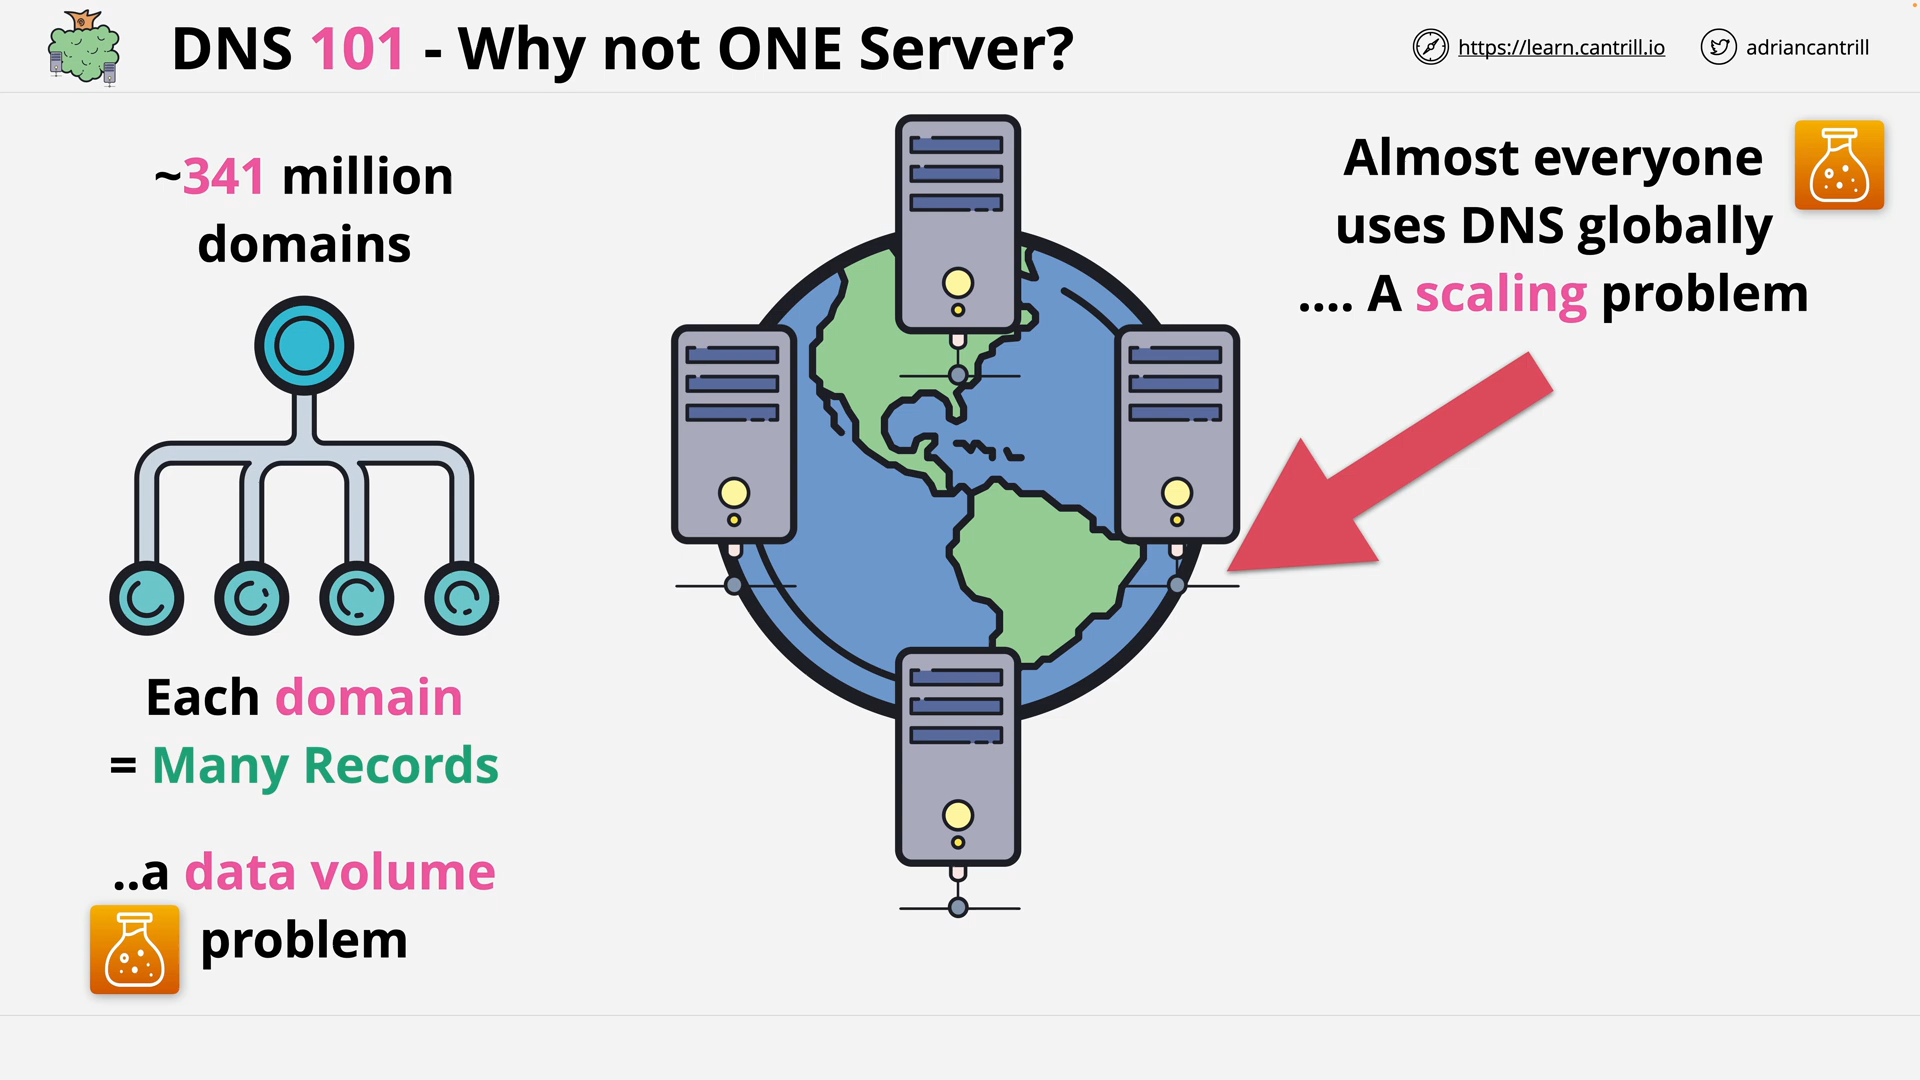 DNS 101 - Why not ONE Server?
https://learn.cantrill.io
adriancantrill
~341 million
domains
Each domain
= Many Records
..a data volume
problem
Almost everyone
uses DNS globally
.... A scaling problem